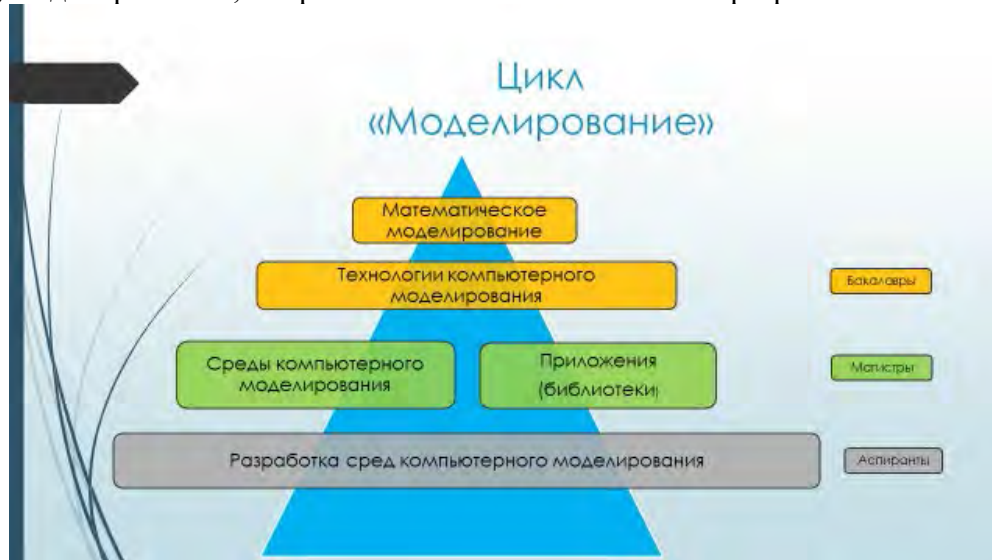 Цикл
«Моделирование»
Математическое
моделирование
Технологии компьютерного
моделирования
Бакалавры
Среды компьютерного
моделирования
Приложения
(библиотеки)
Магистры
Разработка сред компьютерного моделирования
Аспиранты